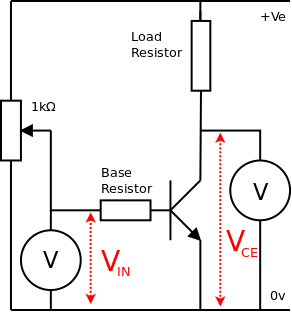 Load
Resistor
+Ve
1kΩ
Base
Resistor
V
V
VIN
VCE
0v